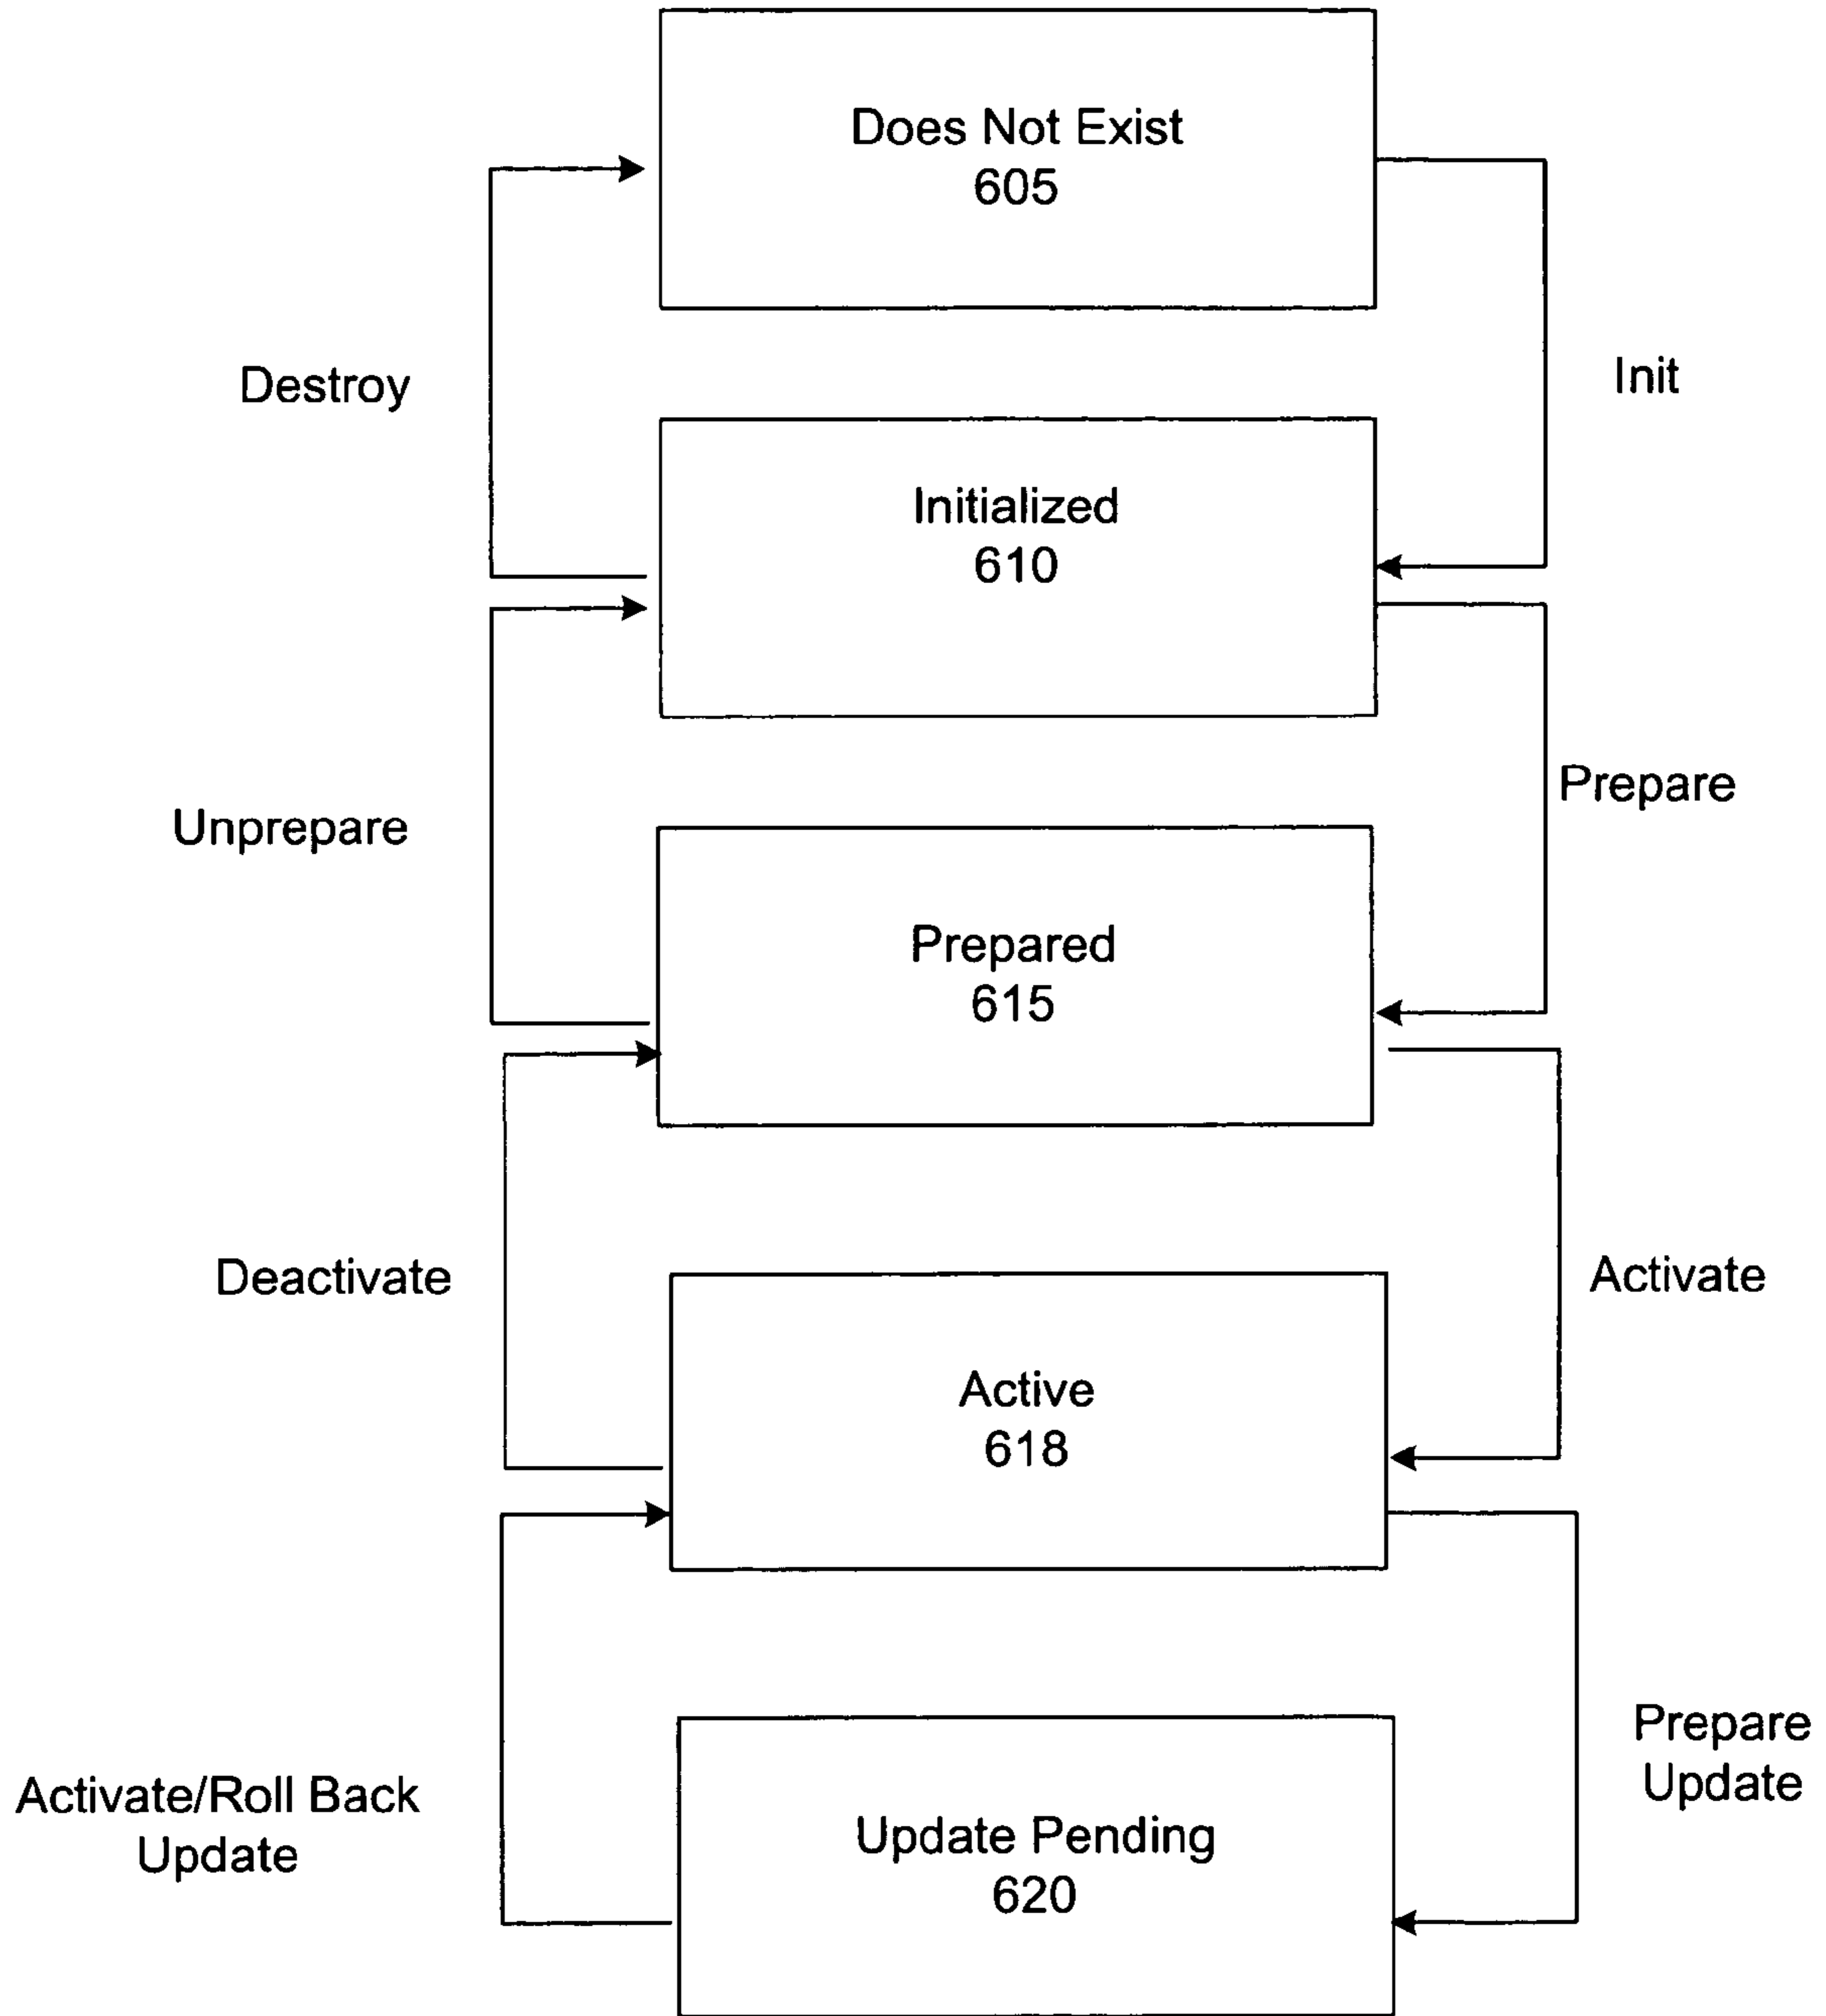 Does Not Exist
605
Destroy
Init
Initialized
610
Unprepare
Prepare
Prepared
615
Deactivate
Activate
Active
618
Activate/Roll Back
Update
Prepare
Update
Update Pending
620